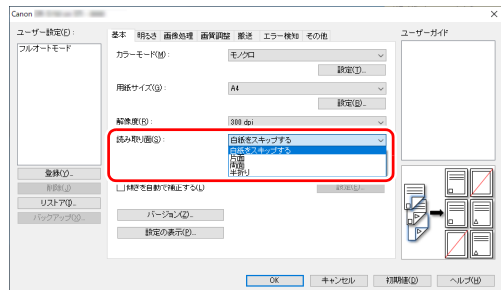 Canon
ユーザー設定(F):
フルオートモード
登録(Y)...
削除(J)
リストア(I)...
バックアップ(G)...
基本 明るさ 画像処理 画質調整 搬送 エラー検知 その他
カラーモード(M):
モノクロ
設定(T)...
用紙サイズ(G):
A4
設定(B)...
解像度(R):
300 dpi
読み取り面(S):
白紙をスキップする
白紙をスキップする
片面
両面
半折り
傾きを自動で補正する(L)
バージョン(Z)...
設定の表示(P)...
ユーザーガイド
OK キャンセル 初期値(D) ヘルプ(H)